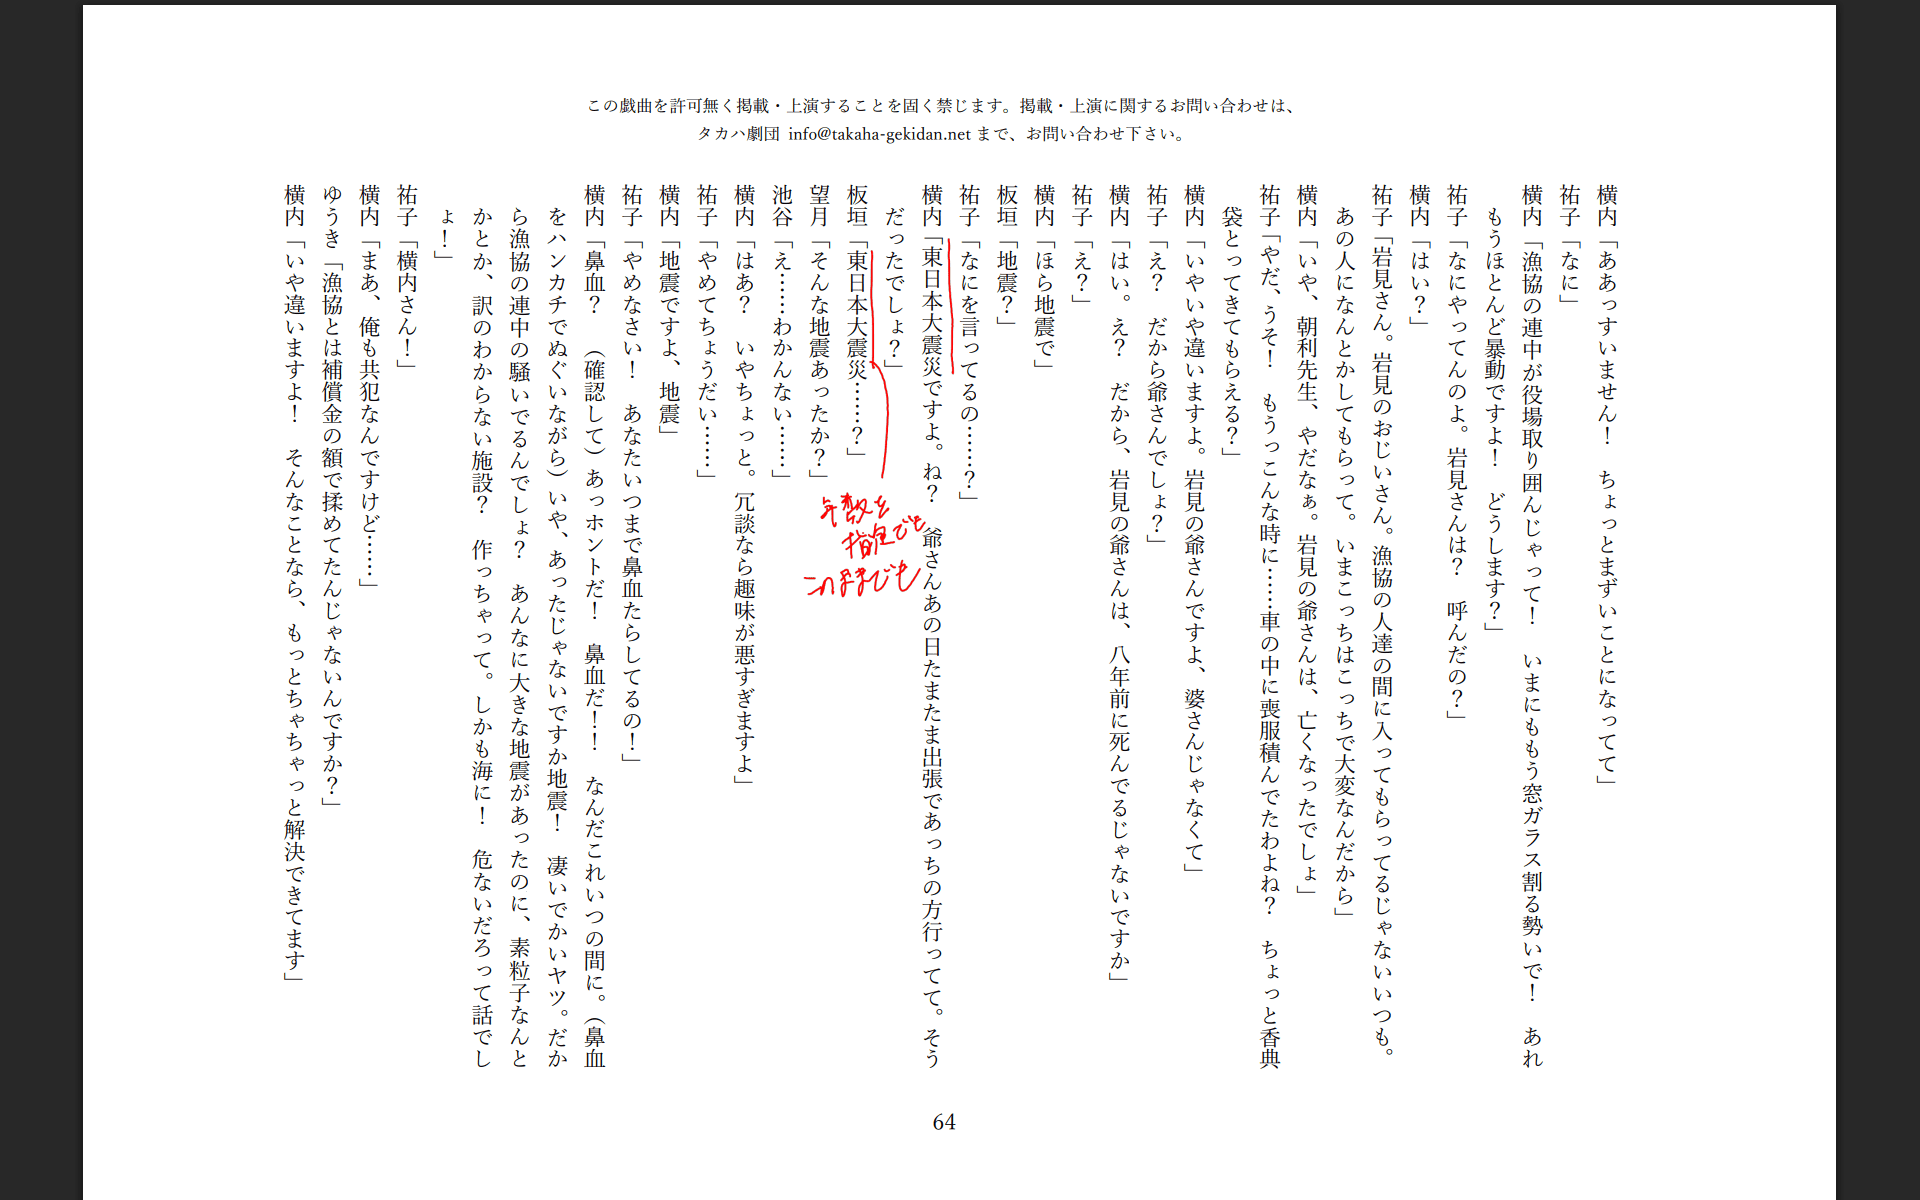 この戯曲を許可無く掲載・上演することを固く禁じます。掲載・上演に関するお問い合わせは、
タカハ劇団 info@takaha-gekidan.net まで、お問い合わせ下さい。
横内「ああっすいません！　ちょっとまずいことになってて」
祐子「なに」
横内「漁協の連中が役場取り囲んじゃって！　いまにももう窓ガラス割る勢いで！　あれ
もうほとんど暴動ですよ！　どうします？」
祐子「なにやってんのよ。岩見さんは？　呼んだの？」
横内「はい？」
祐子「岩見さん。岩見のおじいさん。漁協の人達の間に入ってもらってるじゃないいつも。
あの人になんとかしてもらって。いまこっちはこっちで大変なんだから」
横内「いや、朝利先生、やだなぁ。岩見の爺さんは、亡くなったでしょ」
祐子「やだ、うそ！　もうっこんな時に……車の中に喪服積んでたわよね？　ちょっと香典
袋とってきてもらえる？」
横内「いやいや違いますよ。岩見の爺さんですよ、婆さんじゃなくて」
祐子「え？　だから爺さんでしょ？」
横内「はい。え？　だから、岩見の爺さんは、八年前に死んでるじゃないですか」
祐子「え？」
横内「ほら地震で」
板垣「地震？」
祐子「なにを言ってるの……？」
横内「東日本大震災ですよ。ね？　爺さんあの日たまたま出張であっちの方行ってて。そう
だったでしょ？」
板垣「東日本大震災……？」
望月「そんな地震あったか？」
池谷「え……わかんない……」
横内「はあ？　いやちょっと。冗談なら趣味が悪すぎますよ」
祐子「やめてちょうだい……」
横内「地震ですよ、地震」
祐子「やめなさい！　あなたいつまで鼻血たらしてるの！」
横内「鼻血？　（確認して）あっホントだ！　鼻血だ！！　なんだこれいつの間に。（鼻血
をハンカチでぬぐいながら）いや、あったじゃないですか地震！　凄いでかいヤツ。だか
ら漁協の連中の騒いでるんでしょ？　あんなに大きな地震があったのに、素粒子なんと
かとか、訳のわからない施設？　作っちゃって。しかも海に！　危ないだろって話でし
ょ！」
祐子「横内さん！」
横内「まあ、俺も共犯なんですけど……」
ゆうき「漁協とは補償金の額で揉めてたんじゃないんですか？」
横内「いや違いますよ！　そんなことなら、もっとちゃちゃっと解決できてます」
年数を
指定でも
このままでも
64